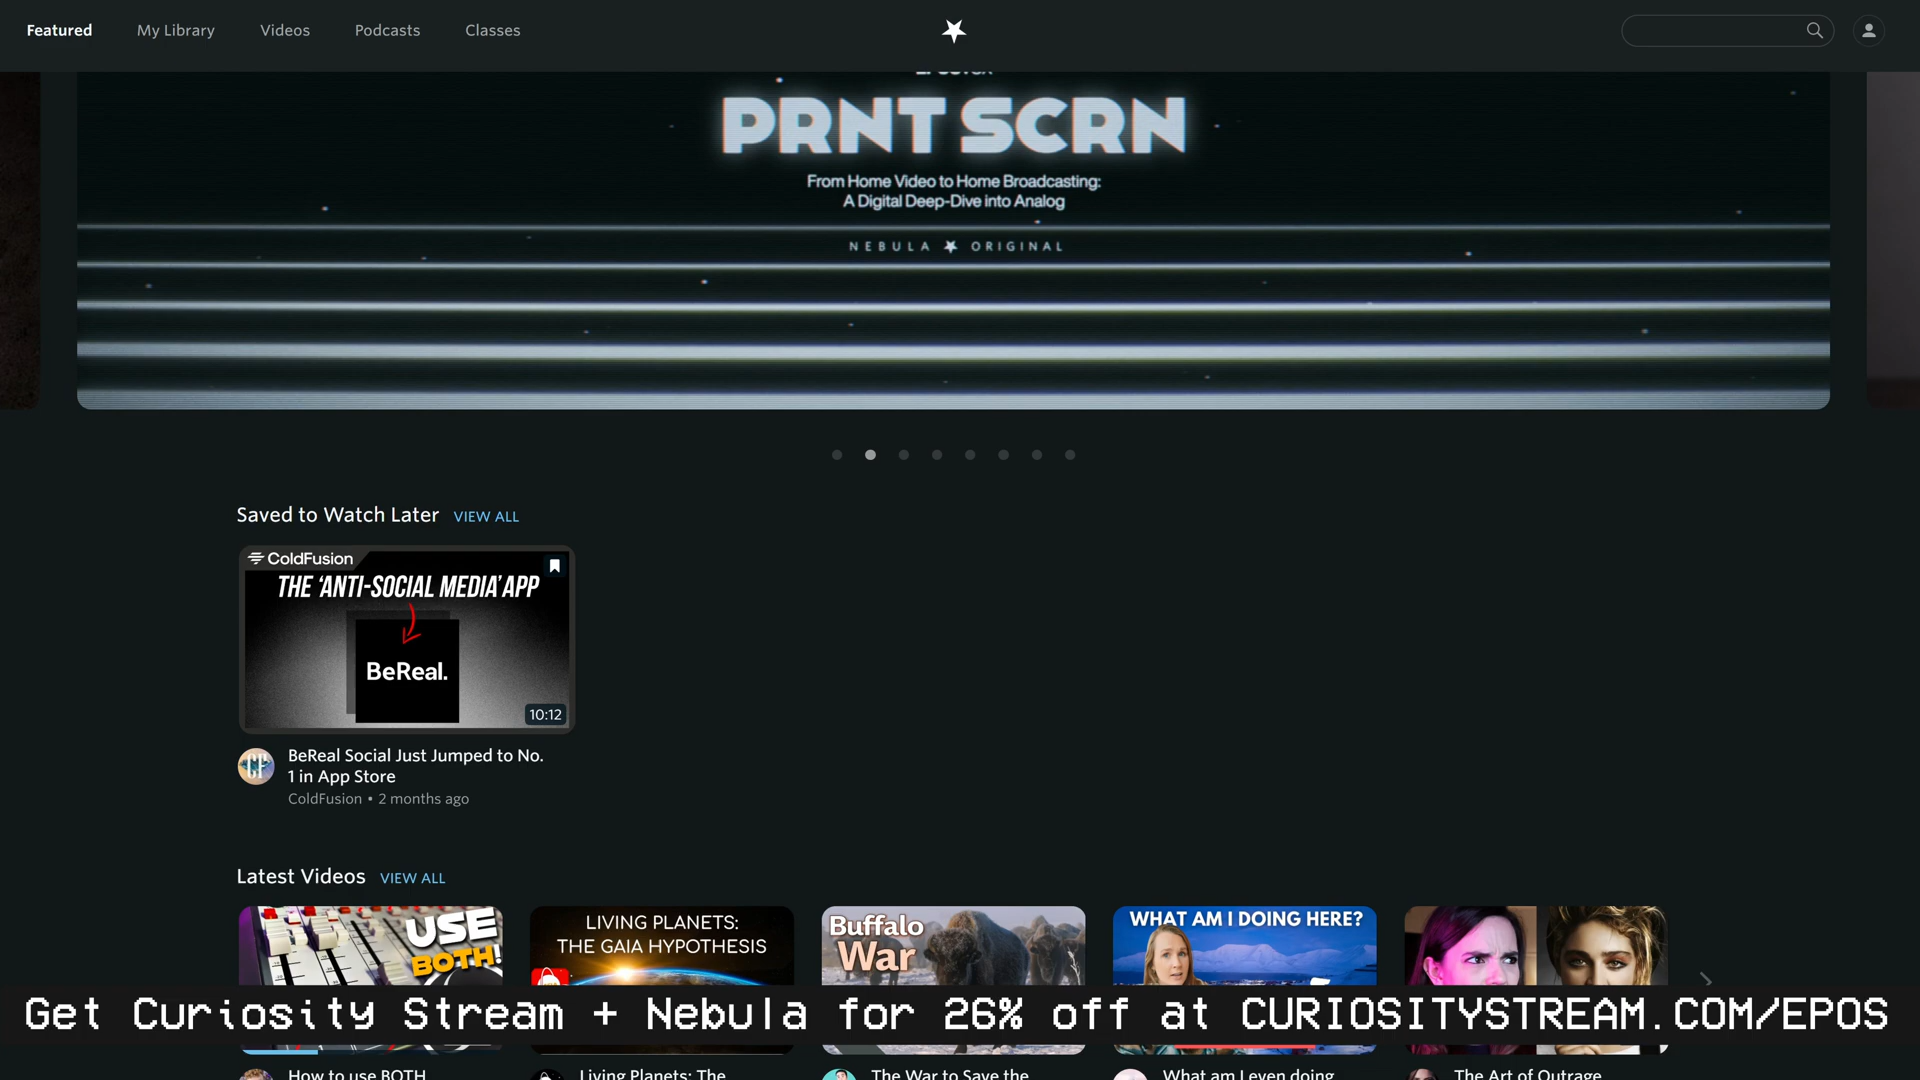 Featured
My Library
Videos
Podcasts
Classes
PRNT SCRN
From Home Video to Home Broadcasting:
A Digital Deep-Dive into Analog
NEBULA ORIGINAL
Saved to Watch Later VIEW ALL
ColdFusion
THE 'ANTI-SOCIAL MEDIA' APP
BeReal.
10:12
CF
BeReal Social Just Jumped to No.
1 in App Store
ColdFusion • 2 months ago
Latest Videos VIEW ALL
USE
BOTH!
LIVING PLANETS:
THE GAIA HYPOTHESIS
Buffalo
War
WHAT AM I DOING HERE?
Get Curiosity Stream + Nebula for 26% off at CURIOSITYSTREAM.COM/EPOS
How to use BOTH
Living Planets: The
The War to Save the
What am I even doing
The Art of Outrage